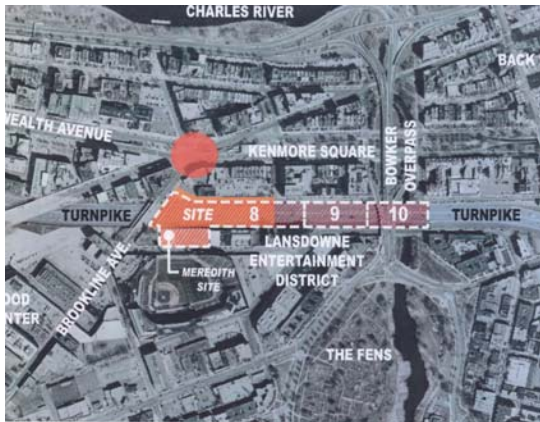 CHARLES RIVER
BACK
WEALTH AVENUE
KENMORE SQUARE
BOWKER
OVERPASS
TURNPIKE
SITE 8 9 10
TURNPIKE
LANSDOWNE
ENTERTAINMENT
DISTRICT
MEREDITH
SITE
BROOKLINE AVE.
OOD
NTER
THE FENS